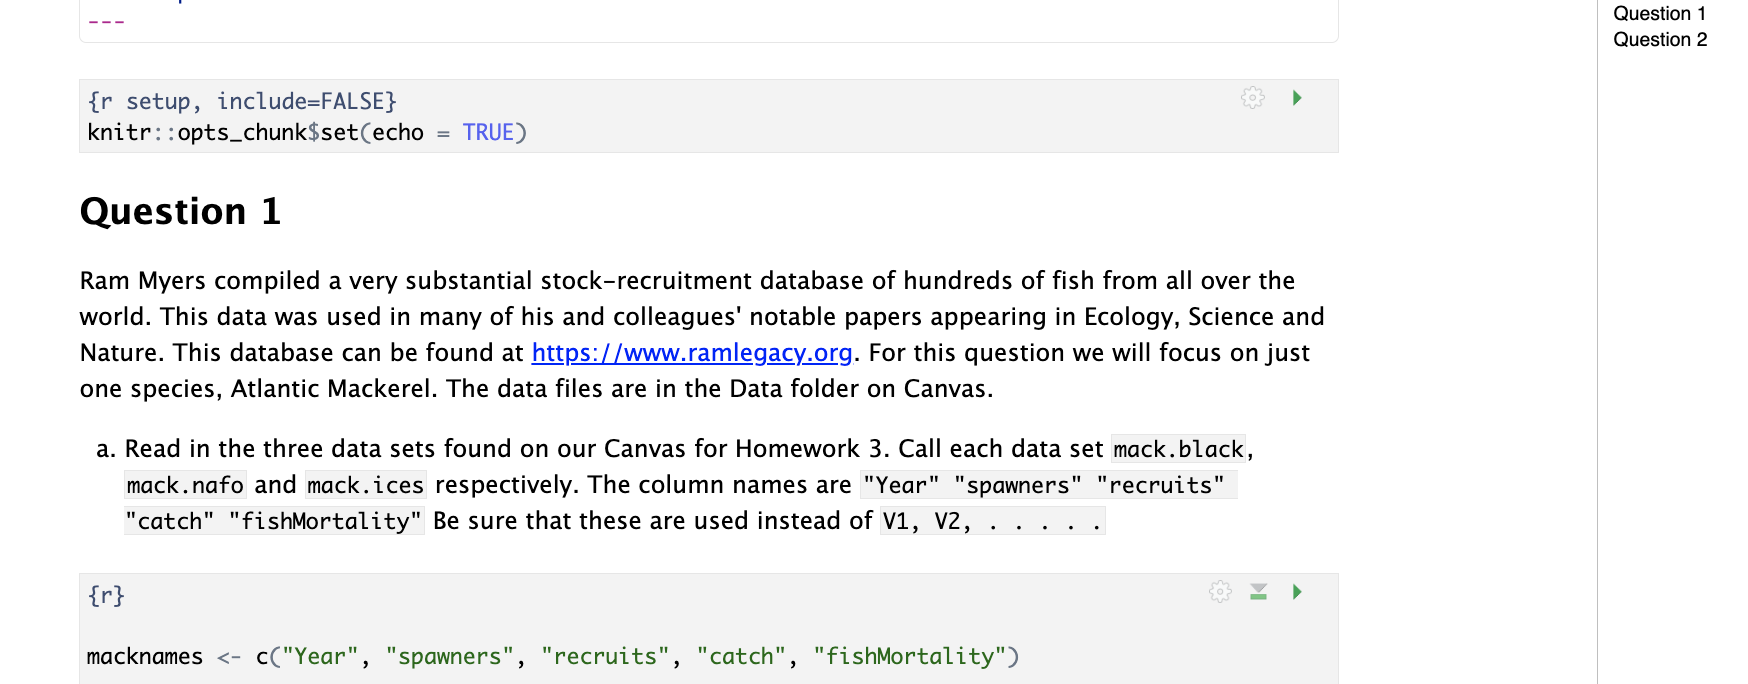 ---
Question 1
Question 2
{r setup, include=FALSE}
knitr::opts_chunk$set(echo = TRUE)
Question 1
Ram Myers compiled a very substantial stock-recruitment database of hundreds of fish from all over the
world. This data was used in many of his and colleagues' notable papers appearing in Ecology, Science and
Nature. This database can be found at https://www.ramlegacy.org. For this question we will focus on just
one species, Atlantic Mackerel. The data files are in the Data folder on Canvas.
a. Read in the three data sets found on our Canvas for Homework 3. Call each data set mack.black,
mack.nafo and mack.ices respectively. The column names are "Year" "spawners" "recruits"
"catch" "fishMortality" Be sure that these are used instead of V1, V2, . . . . .
{r}
macknames <- c("Year", "spawners", "recruits", "catch", "fishMortality")